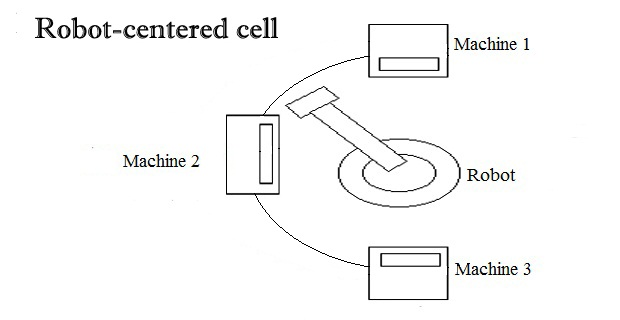 Robot-centered cell
Machine 1
Machine 2
Robot
Machine 3